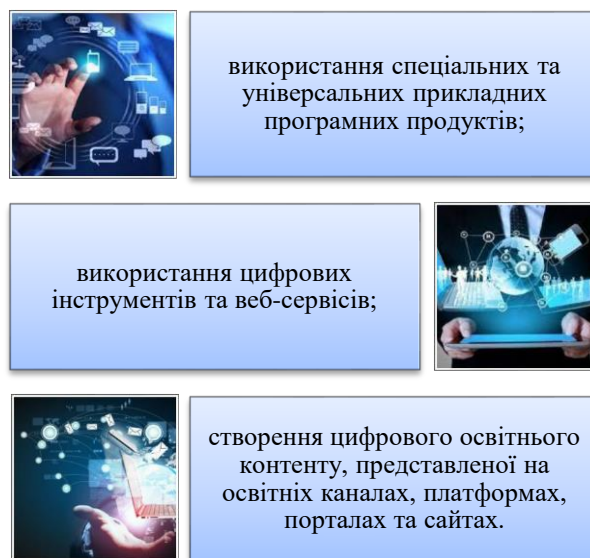 використання спеціальних та
універсальних прикладних
програмних продуктів;
використання цифрових
інструментів та веб-сервісів;
створення цифрового освітнього
контенту, представленої на
освітніх каналах, платформах,
порталах та сайтах.